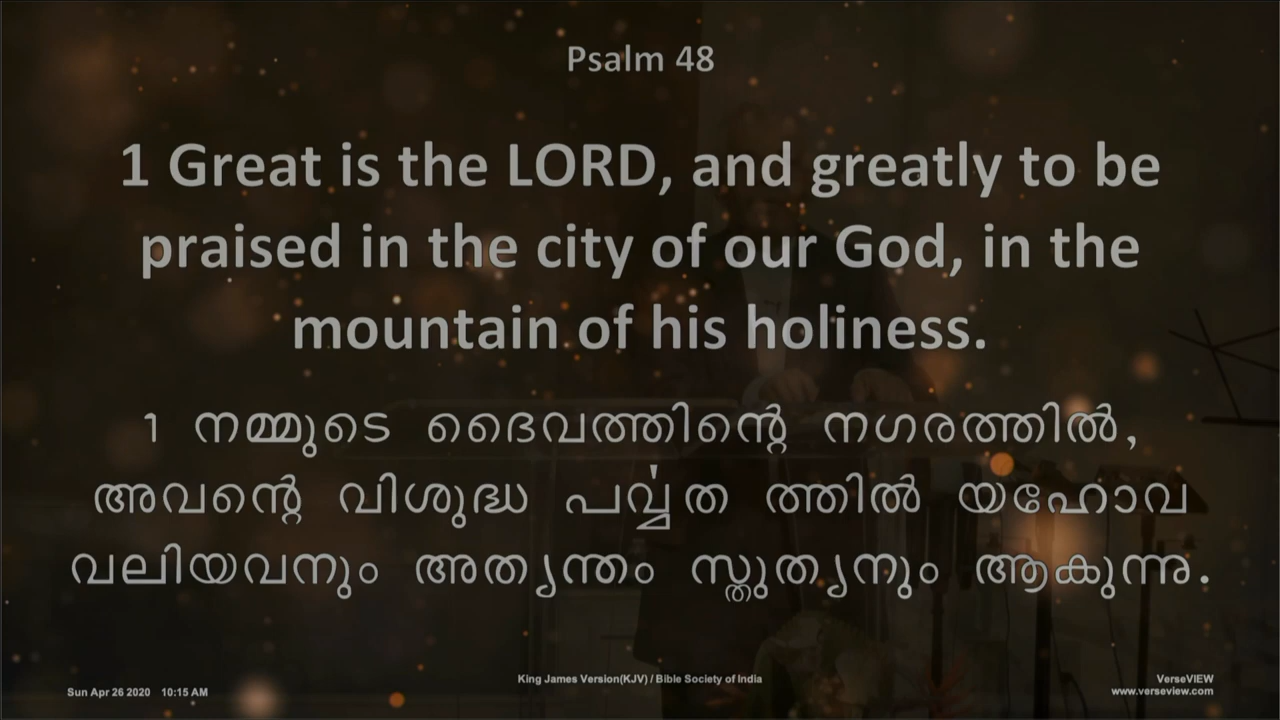 Psalm 48
1 Great is the LORD, and greatly to be
praised in the city of our God, in the
mountain of his holiness.
1 നമ്മുടെ ദൈവത്തിന്റെ നഗരത്തിൽ,
അവന്റെ വിശുദ്ധ പൎവ്വത ത്തിൽ യഹോവ
വലിയവനും അത്യന്തം സ്തുത്യനും ആകുന്നു.
King James Version(KJV) / Bible Society of India
Sun Apr 26 2020 10:15 AM
VerseVIEW
www.verseview.com